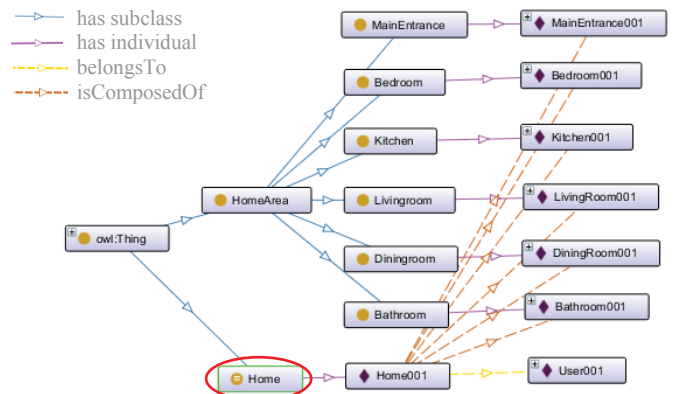 has subclass
has individual
belongsTo
isComposedOf
MainEntrance
MainEntrance001
Bedroom
Bedroom001
Kitchen
Kitchen001
HomeArea
Livingroom
LivingRoom001
owl:Thing
Diningroom
DiningRoom001
Bathroom
Bathroom001
Home
Home001
User001